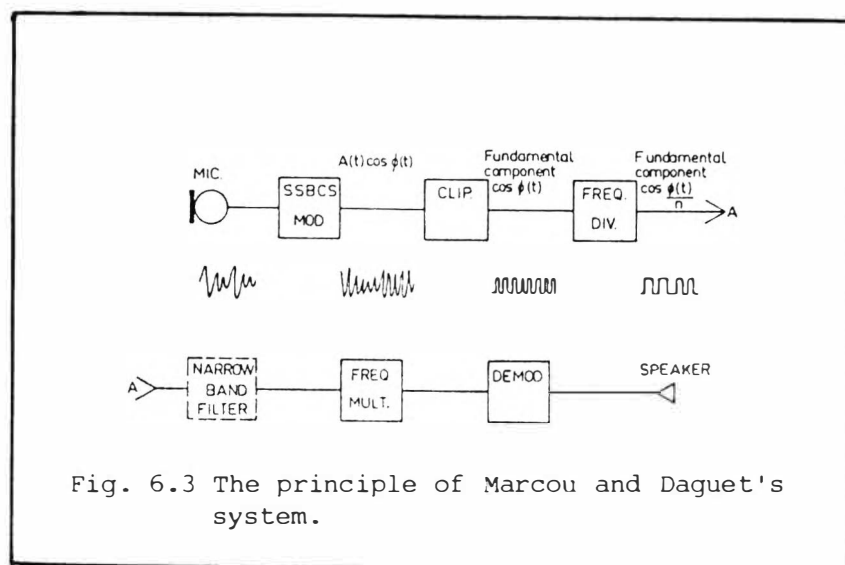 A(t) cos φ(t)
Fundamental
component
cos φ(t)
Fundamental
component
cos φ(t)/n
MIC.
SSBCS
MOD
CLIP.
FREQ.
DIV.
A
A
NARROW
BAND
FILTER
FREQ
MULT.
DEMOD
SPEAKER
Fig. 6.3 The principle of Marcou and Daguet's
system.